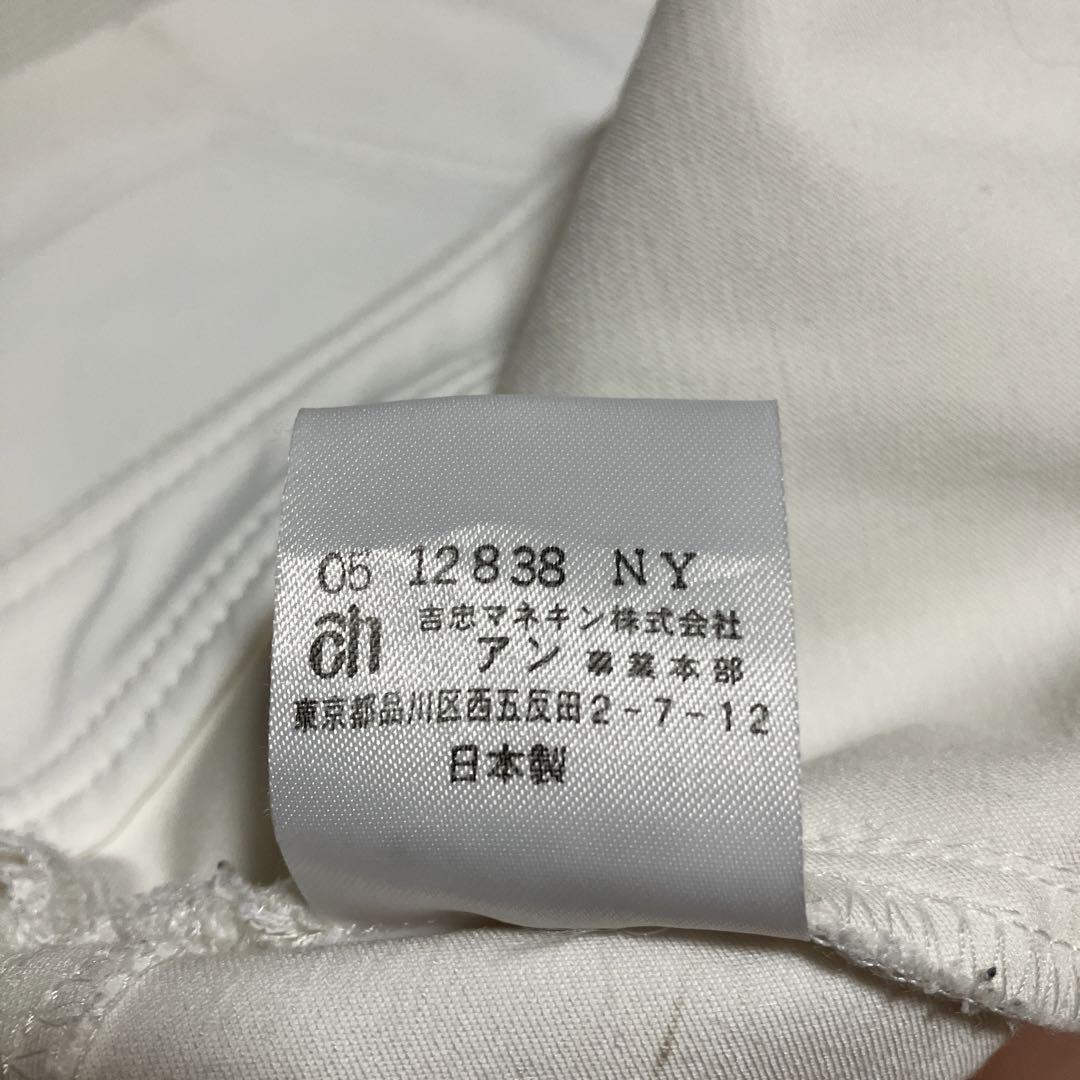 05 12838 NY
ah 吉忠マネキン株式会社
アン 事業本部
東京都品川区西五反田2-7-12
日本製